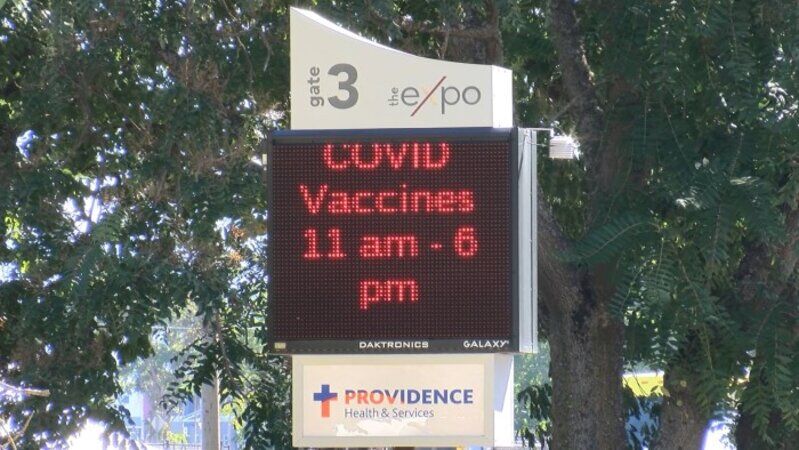 gate 3 the expo
COVID
Vaccines
11 am - 6
pm
DAKTRONICS GALAXY
PROVIDENCE
Health & Services